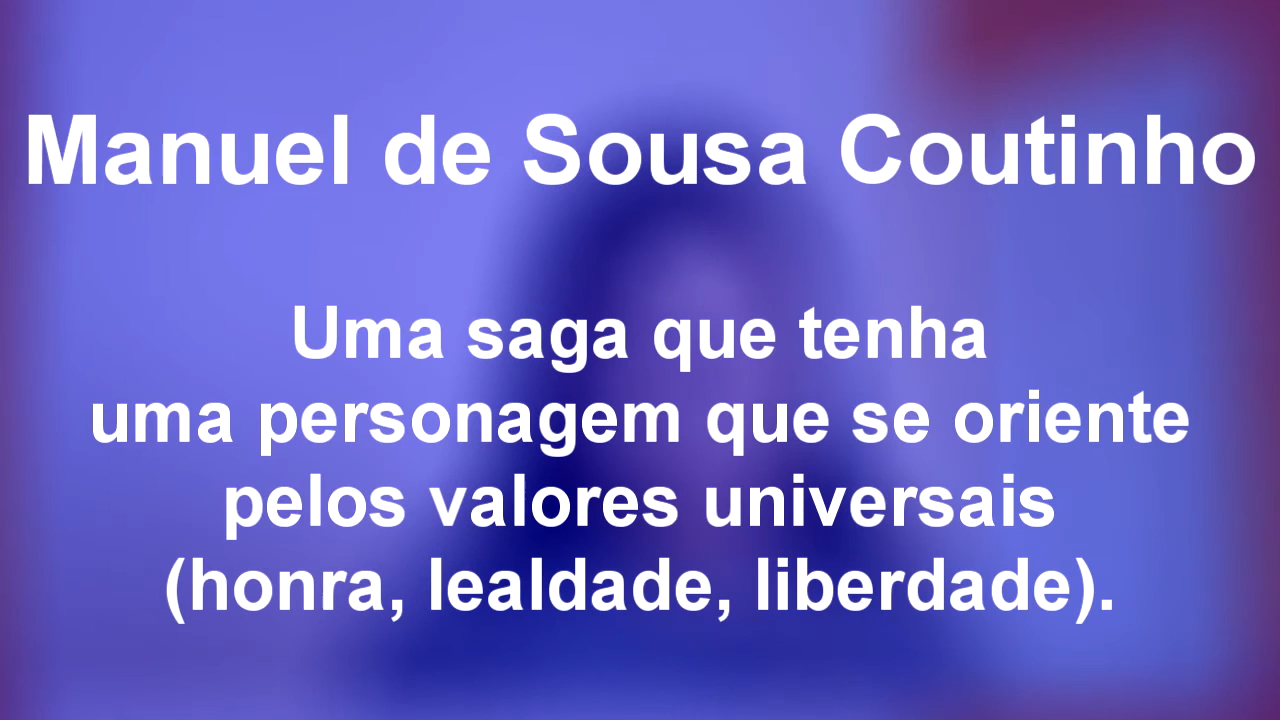 Manuel de Sousa Coutinho
Uma saga que tenha
uma personagem que se oriente
pelos valores universais
(honra, lealdade, liberdade).